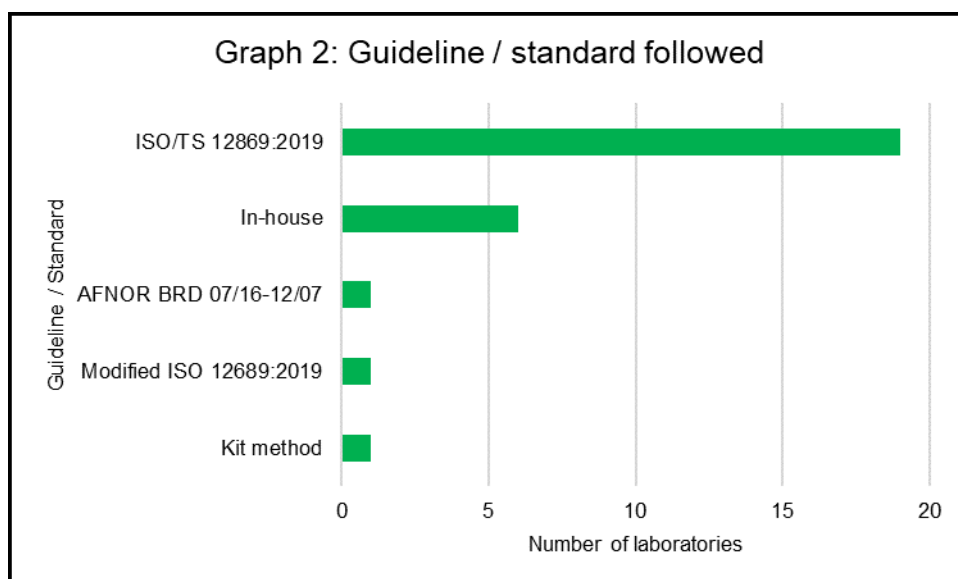 Graph 2: Guideline / standard followed
Guideline / Standard
ISO/TS 12869:2019
In-house
AFNOR BRD 07/16-12/07
Modified ISO 12689:2019
Kit method
0 5 10 15 20
Number of laboratories